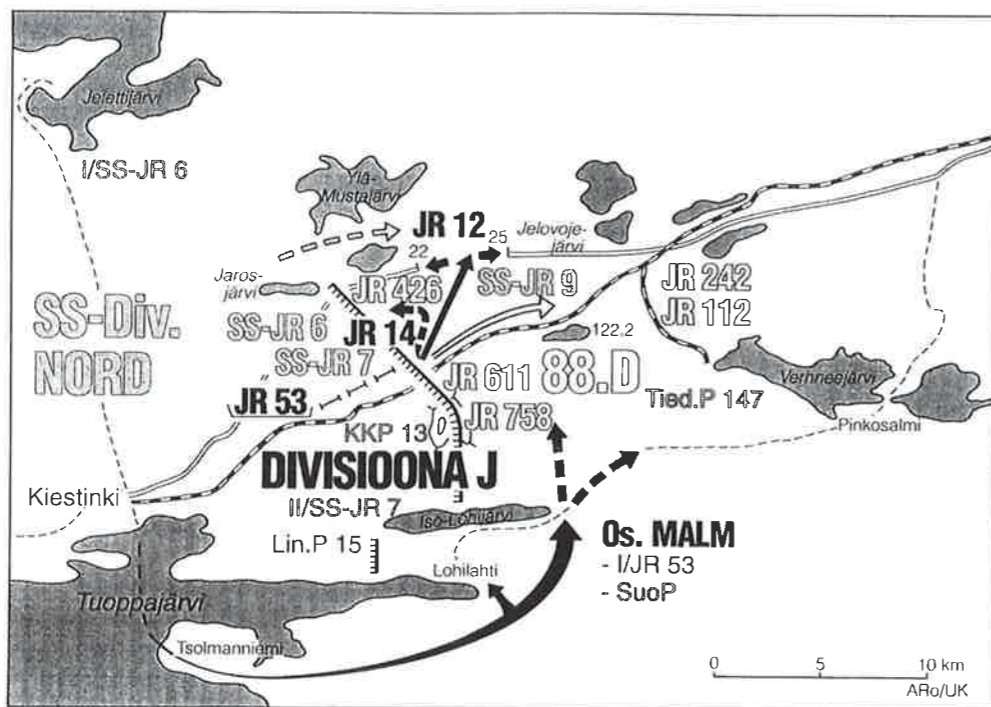 Jelettijärvi
I/SS-JR 6
Ylä-
Mustajärvi
JR 12
22
25
Jelovoje-
järvi
Jaros-
järvi
JR 426
SS-JR 9
JR 242
JR 112
SS-Div.
NORD
SS-JR 6
JR 14
SS-JR 7
122,2
JR 611
88.D
JR 53
JR 758
Tied.P 147
Verhneejärvi
Pinkosalmi
KKP 13
DIVISIOONA J
Kiestinki
II/SS-JR 7
Iso-Lohijärvi
Lin.P 15
Lohilahti
Os. MALM
- I/JR 53
- SuoP
Tuoppajärvi
Tsolmanniemi
0 5 10 km
ARo/UK